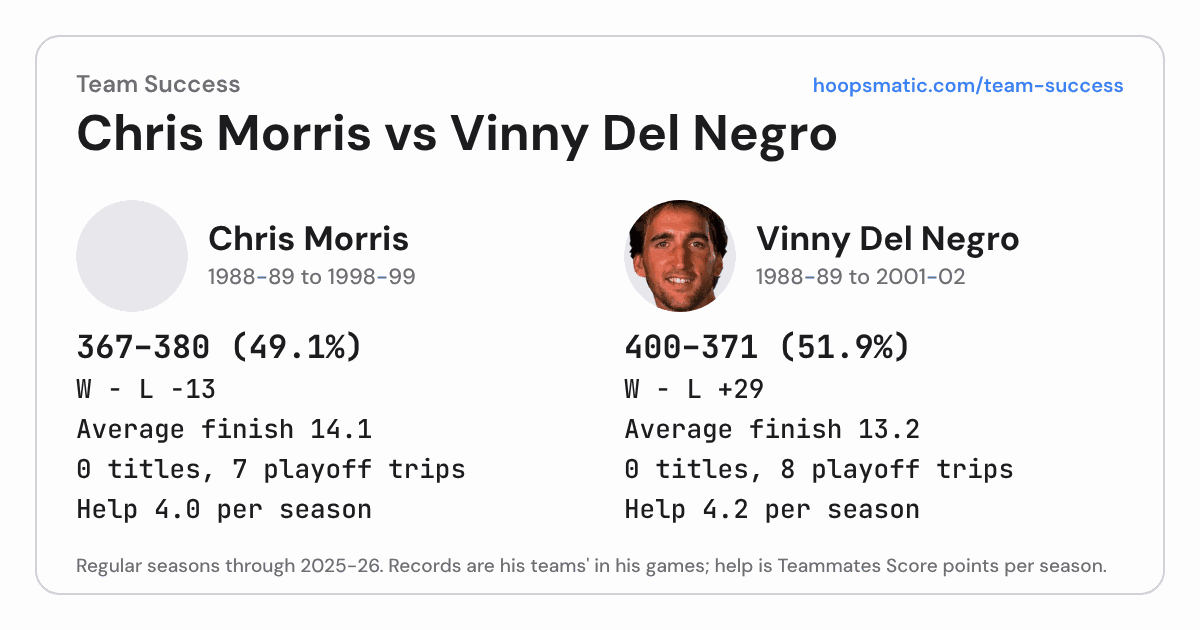 Team Success
hoopsmatic.com/team-success
Chris Morris vs Vinny Del Negro
Chris Morris
1988-89 to 1998-99
367-380 (49.1%)
W - L -13
Average finish 14.1
0 titles, 7 playoff trips
Help 4.0 per season
Vinny Del Negro
1988-89 to 2001-02
400-371 (51.9%)
W - L +29
Average finish 13.2
0 titles, 8 playoff trips
Help 4.2 per season
Regular seasons through 2025-26. Records are his teams' in his games; help is Teammates Score points per season.